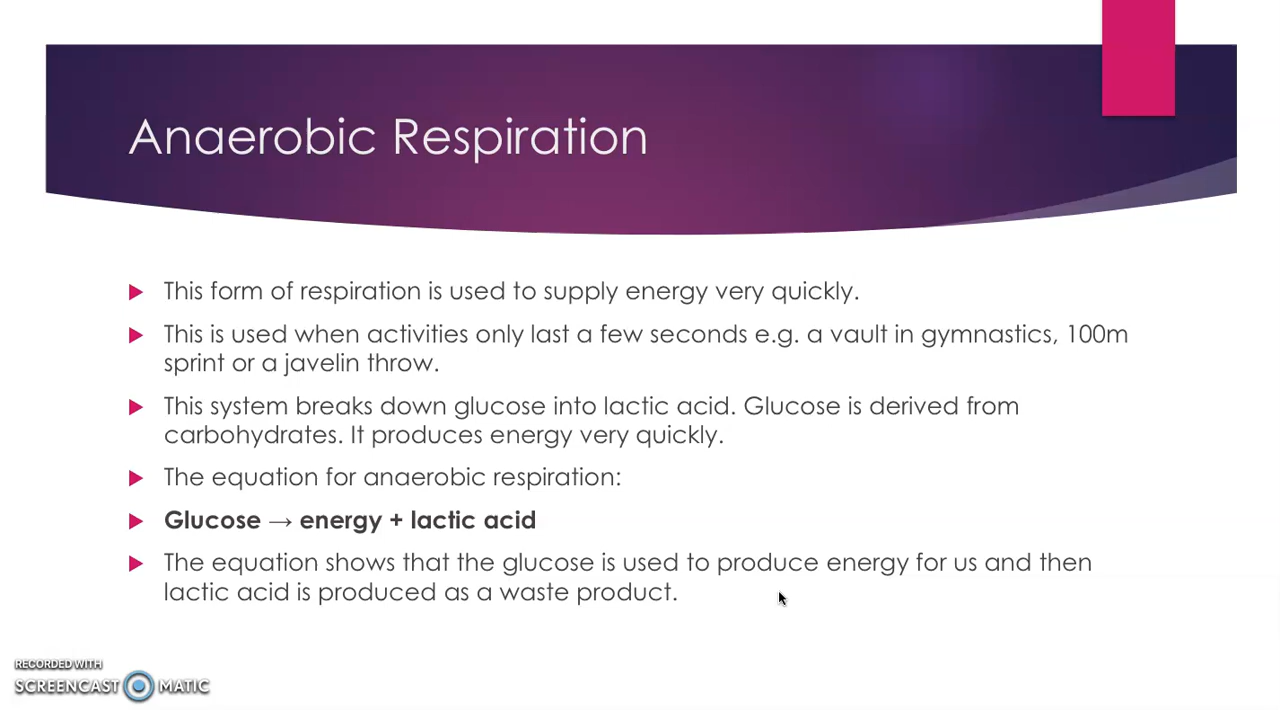 Anaerobic Respiration
This form of respiration is used to supply energy very quickly.
This is used when activities only last a few seconds e.g. a vault in gymnastics, 100m
sprint or a javelin throw.
This system breaks down glucose into lactic acid. Glucose is derived from
carbohydrates. It produces energy very quickly.
The equation for anaerobic respiration:
Glucose → energy + lactic acid
The equation shows that the glucose is used to produce energy for us and then
lactic acid is produced as a waste product.
RECORDED WITH
SCREENCAST MATIC